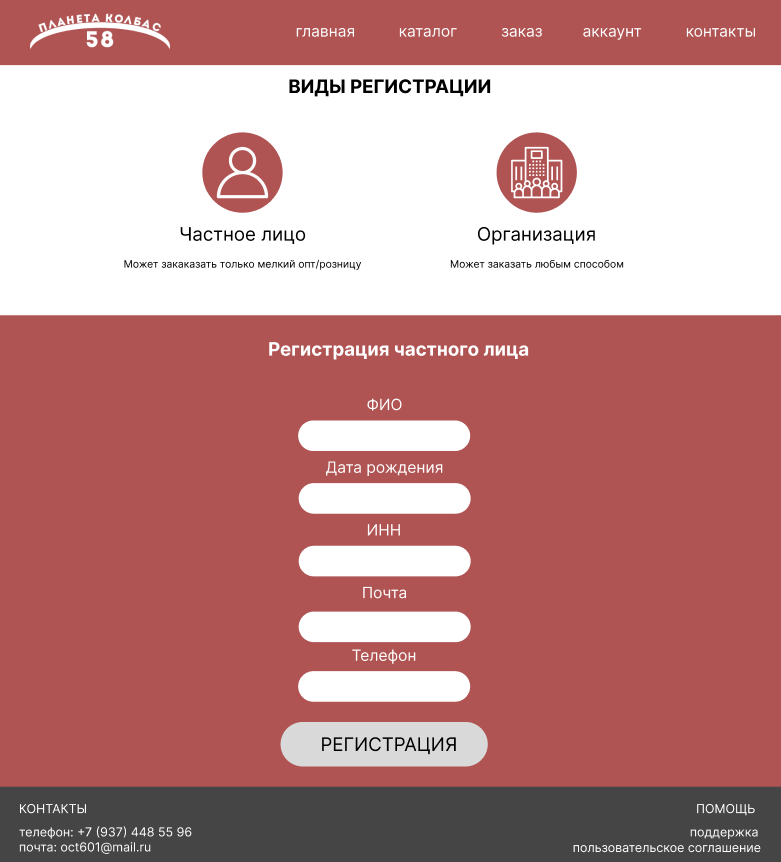 ПЛАНЕТА КОЛБАС
58
главная каталог заказ аккаунт контакты
ВИДЫ РЕГИСТРАЦИИ
Частное лицо Организация
Может закаказать только мелкий опт/розницу Может заказать любым способом
Регистрация частного лица
ФИО
Дата рождения
ИНН
Почта
Телефон
РЕГИСТРАЦИЯ
КОНТАКТЫ ПОМОЩЬ
телефон: +7 (937) 448 55 96 поддержка
почта: oct601@mail.ru пользовательское соглашение